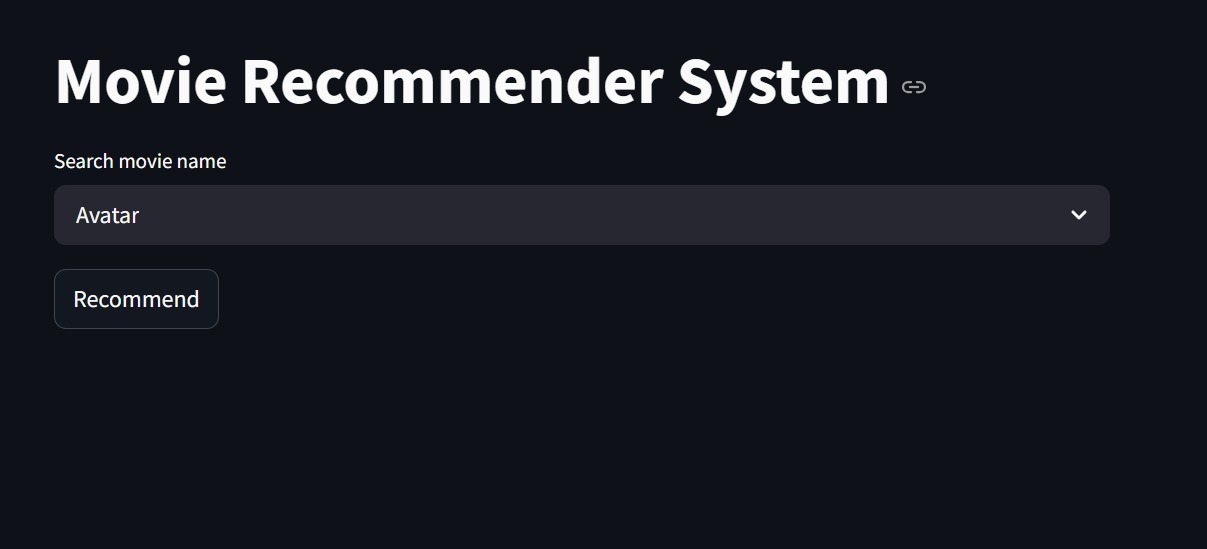 Movie Recommender System
Search movie name
Avatar
Recommend